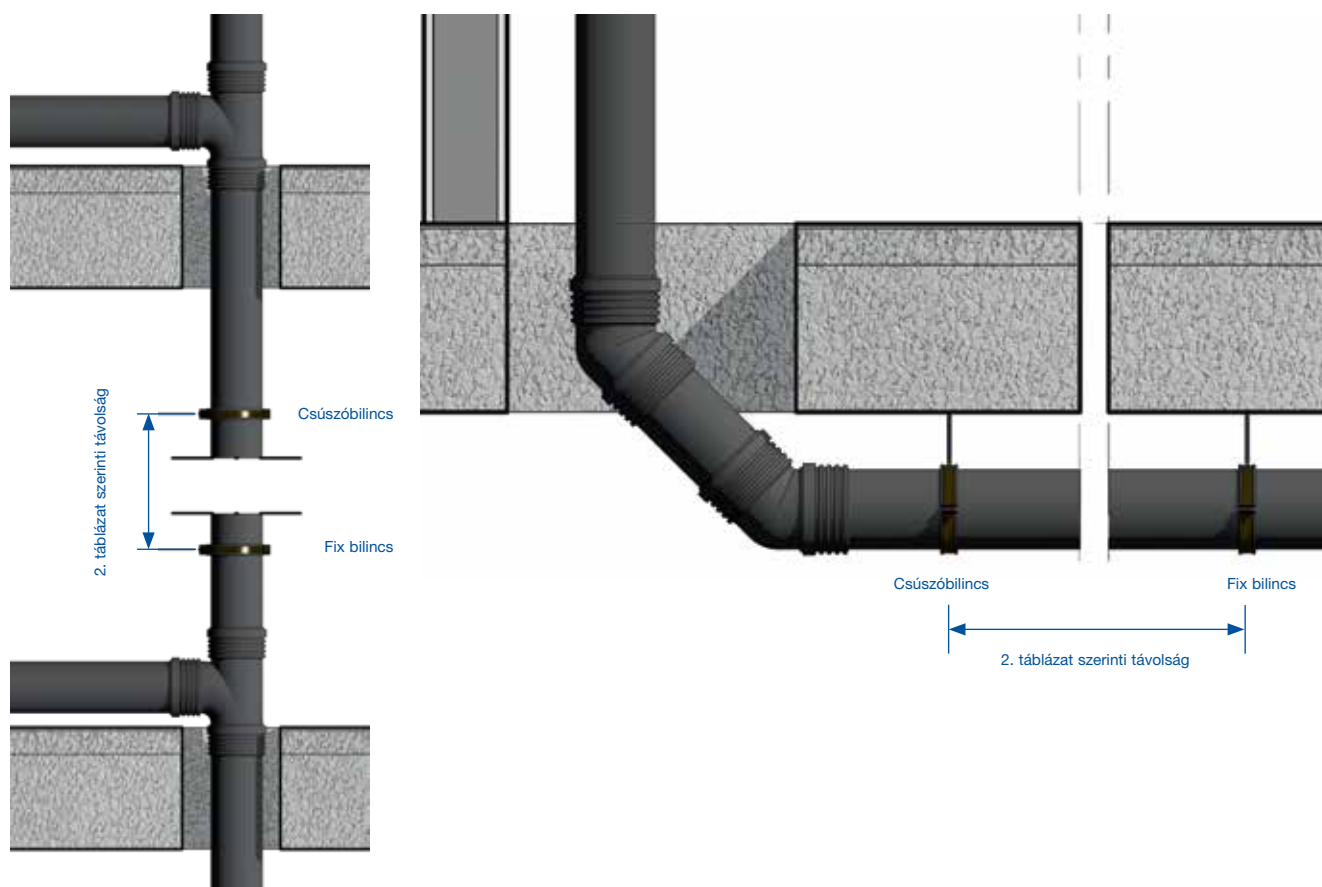 2. táblázat szerinti távolság
Csúszóbilincs
Fix bilincs
Csúszóbilincs
Fix bilincs
2. táblázat szerinti távolság